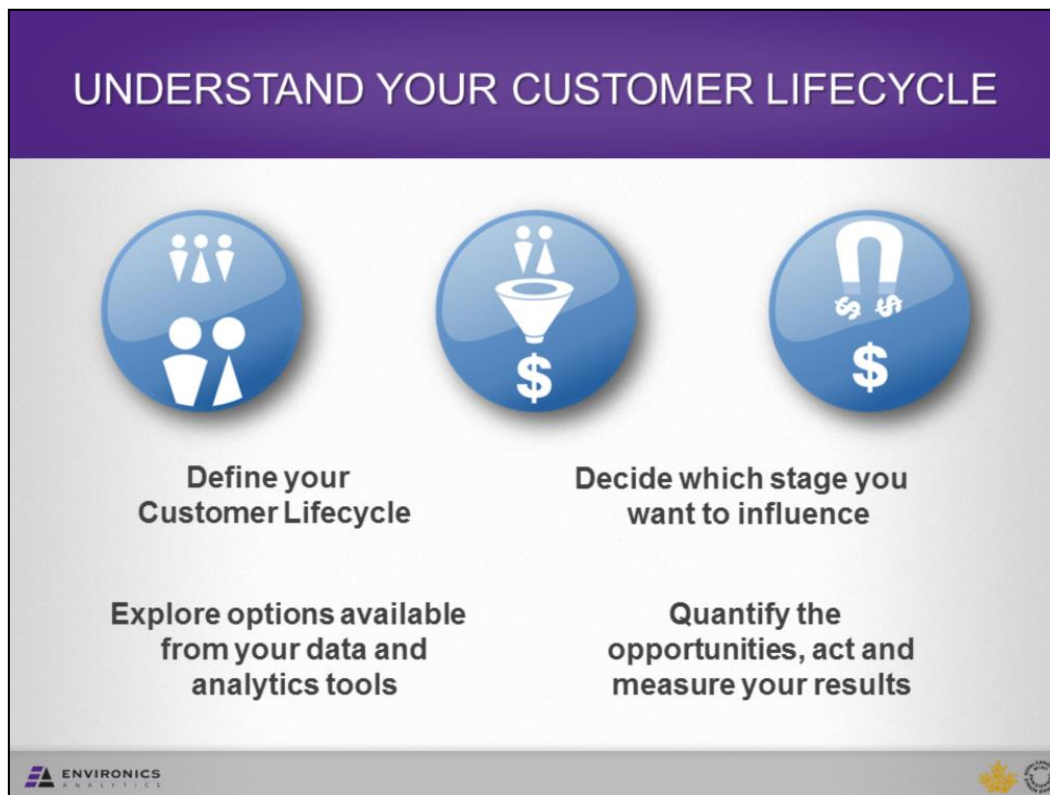 UNDERSTAND YOUR CUSTOMER LIFECYCLE
$ $
$
$
Define your
Customer Lifecycle
Decide which stage you
want to influence
Explore options available
from your data and
analytics tools
Quantify the
opportunities, act and
measure your results
ENVIRONICS
ANALYTICS